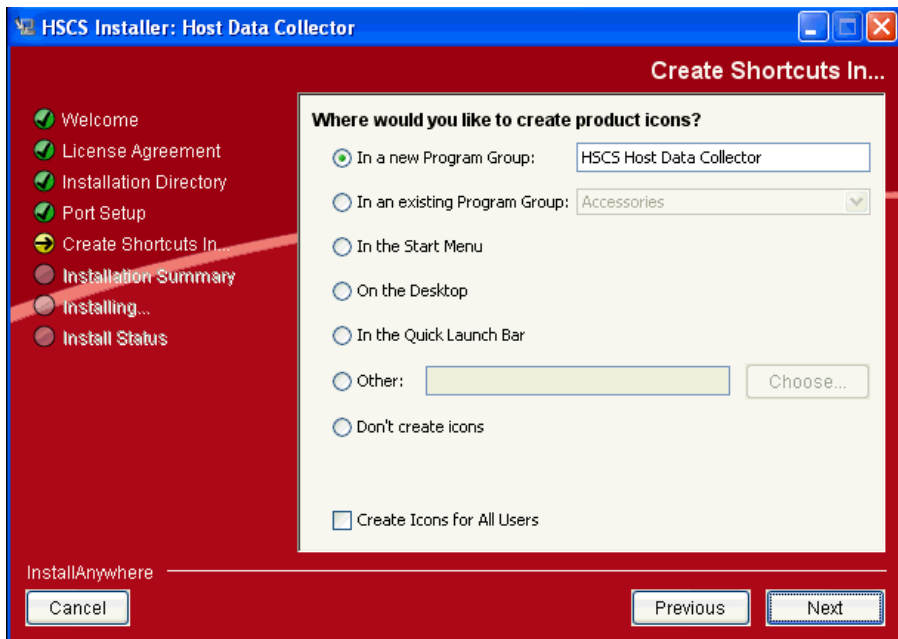 HSCS Installer: Host Data Collector
Create Shortcuts In...
Welcome
License Agreement
Installation Directory
Port Setup
Create Shortcuts In...
Installation Summary
Installing...
Install Status
Where would you like to create product icons?
In a new Program Group: HSCS Host Data Collector
In an existing Program Group: Accessories
In the Start Menu
On the Desktop
In the Quick Launch Bar
Other: Choose...
Don't create icons
Create Icons for All Users
InstallAnywhere
Cancel Previous Next